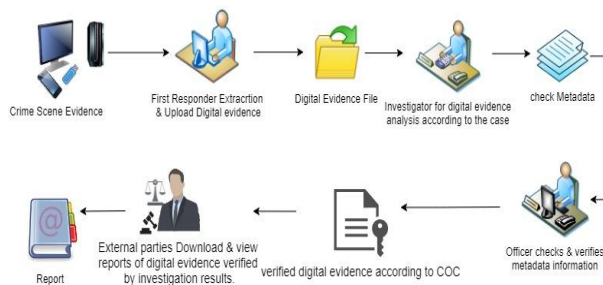 Crime Scene Evidence
First Responder Extracrtion
& Upload Digital evidence
Digital Evidence File
Investigator for digital evidence
analysis according to the case
check Metadata
Officer checks & verifies
metadata information
verified digital evidence according to COC
External parties Download & view
reports of digital evidence verified
by investigation results.
Report